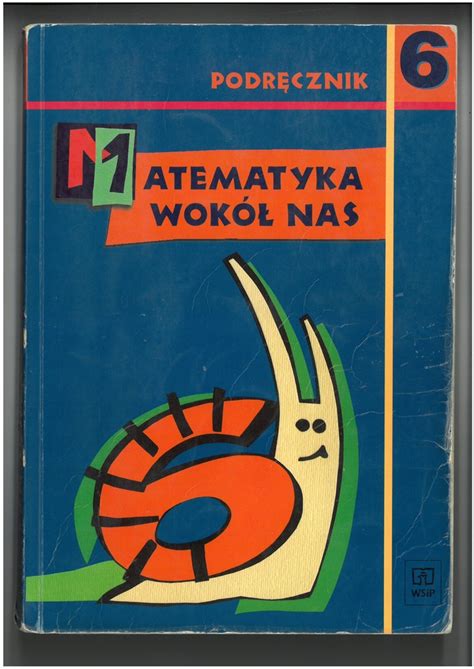 PODRĘCZNIK 6
MATEMATYKA
WOKÓŁ NAS
WSiP